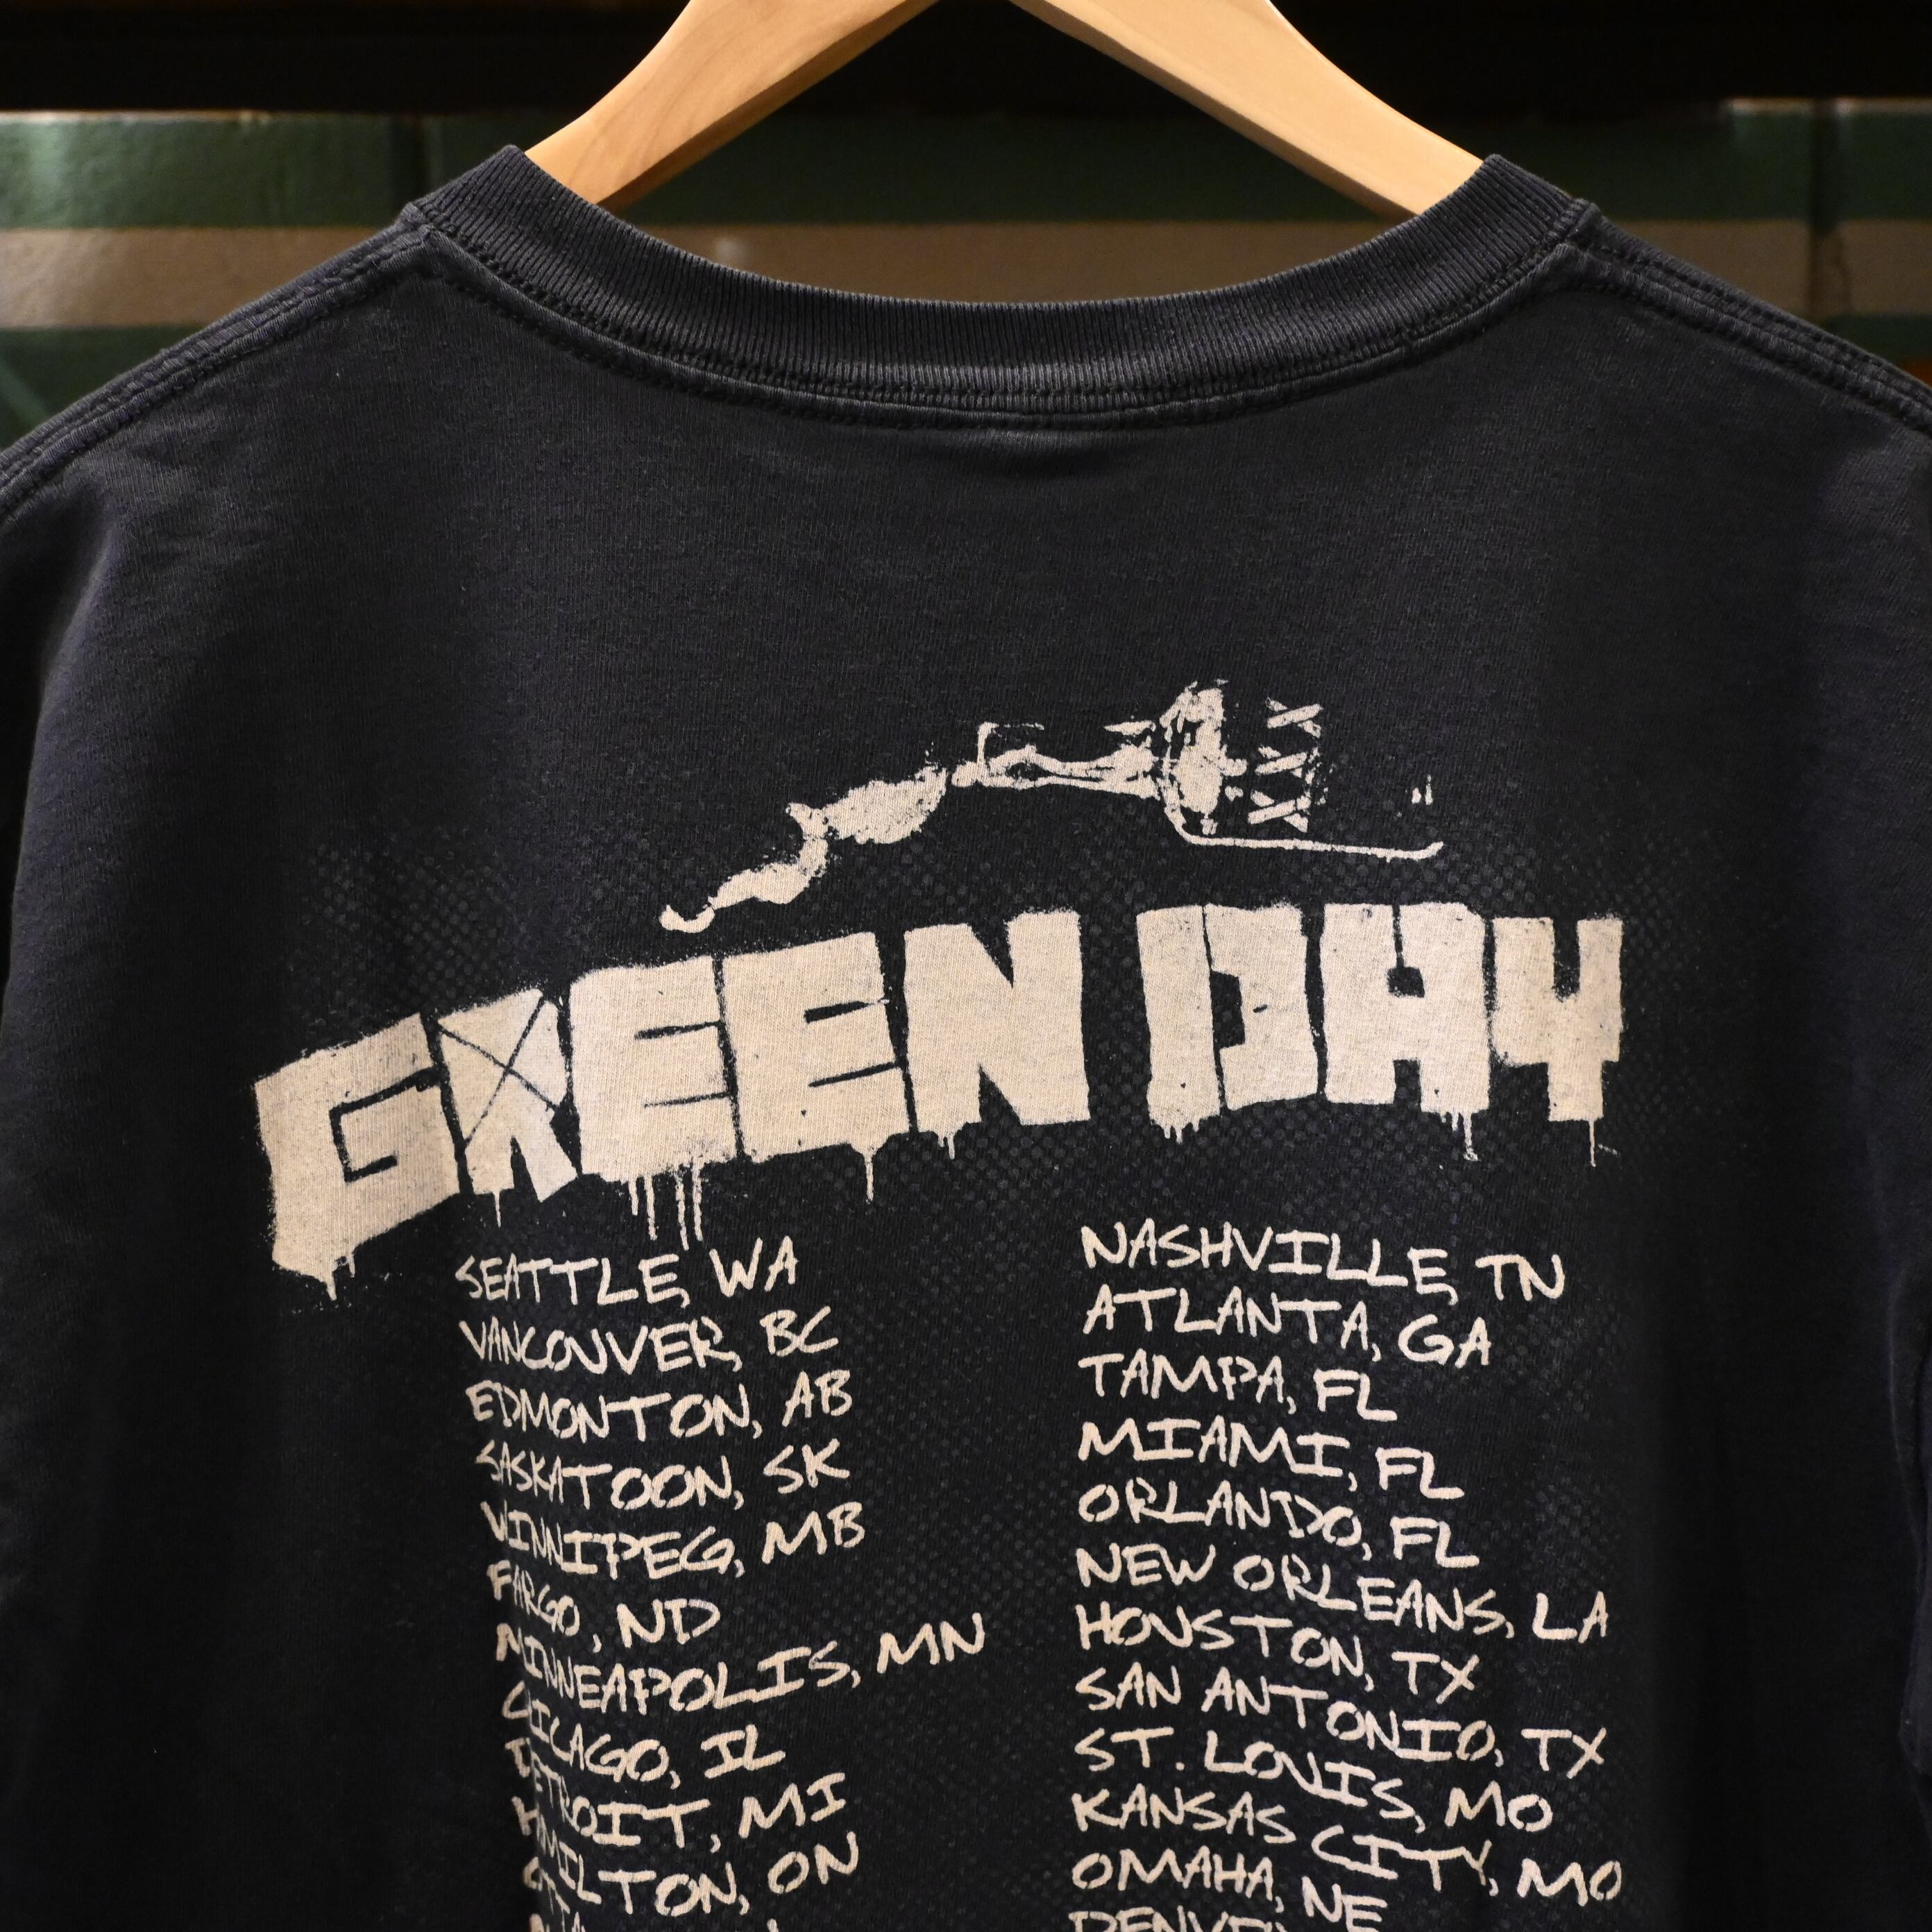 GREEN DAY
SEATTLE, WA
VANCOUVER, BC
EDMONTON, AB
SASKATOON, SK
WINNIPEG, MB
FARGO, ND
MINNEAPOLIS, MN
CHICAGO, IL
DETROIT, MI
HAMILTON, ON
NASHVILLE, TN
ATLANTA, GA
TAMPA, FL
MIAMI, FL
ORLANDO, FL
NEW ORLEANS, LA
HOUSTON, TX
SAN ANTONIO, TX
ST. LOUIS, MO
KANSAS CITY, MO
OMAHA, NE
DENVER